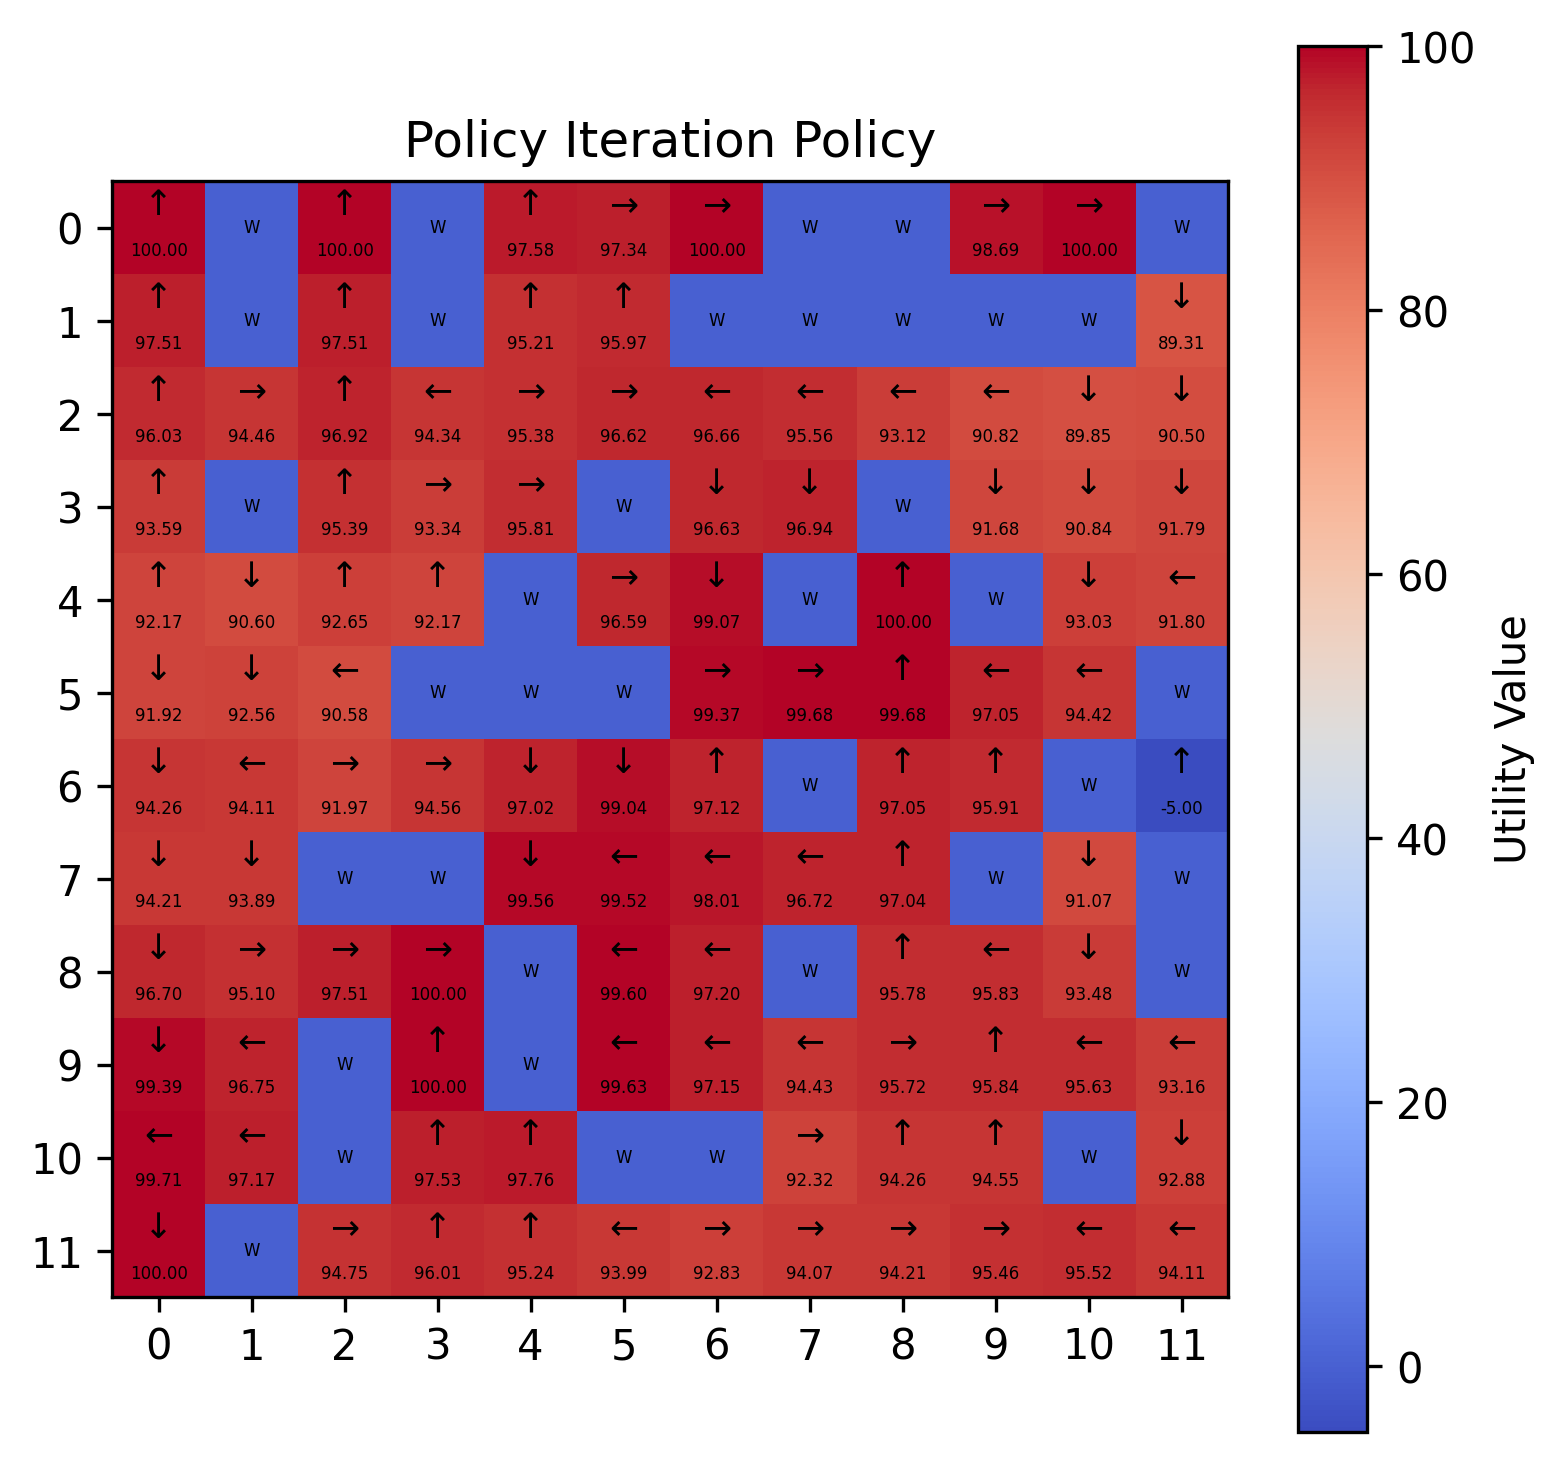 Policy Iteration Policy
0 ↑ W ↑ W ↑ → → W W → → W
100.00 100.00 97.58 97.34 100.00 98.69 100.00
1 ↑ W ↑ W ↑ ↑ W W W W W ↓
97.51 97.51 95.21 95.97 89.31
2 ↑ → ↑ ← → → ← ← ← ← ↓ ↓
96.03 94.46 96.92 94.34 95.38 96.62 96.66 95.56 93.12 90.82 89.85 90.50
3 ↑ W ↑ → → W ↓ ↓ W ↓ ↓ ↓
93.59 95.39 93.34 95.81 96.63 96.94 91.68 90.84 91.79
4 ↑ ↓ ↑ ↑ W → ↓ W ↑ W ↓ ←
92.17 90.60 92.65 92.17 96.59 99.07 100.00 93.03 91.80
5 ↓ ↓ ← W W W → → ↑ ← ← W
91.92 92.56 90.58 99.37 99.68 99.68 97.05 94.42
6 ↓ ← → → ↓ ↓ ↑ W ↑ ↑ W ↑
94.26 94.11 91.97 94.56 97.02 99.04 97.12 97.05 95.91 -5.00
7 ↓ ↓ W W ↓ ← ← ← ↑ W ↓ W
94.21 93.89 99.56 99.52 98.01 96.72 97.04 91.07
8 ↓ → → → W ← ← W ↑ ← ↓ W
96.70 95.10 97.51 100.00 99.60 97.20 95.78 95.83 93.48
9 ↓ ← W ↑ W ← ← ← → ↑ ← ←
99.39 96.75 100.00 99.63 97.15 94.43 95.72 95.84 95.63 93.16
10 ← ← W ↑ ↑ W W → ↑ ↑ W ↓
99.71 97.17 97.53 97.76 92.32 94.26 94.55 92.88
11 ↓ W → ↑ ↑ ← → → → → ← ←
100.00 94.75 96.01 95.24 93.99 92.83 94.07 94.21 95.46 95.52 94.11
0 1 2 3 4 5 6 7 8 9 10 11
100
80
60
40
20
0
Utility Value